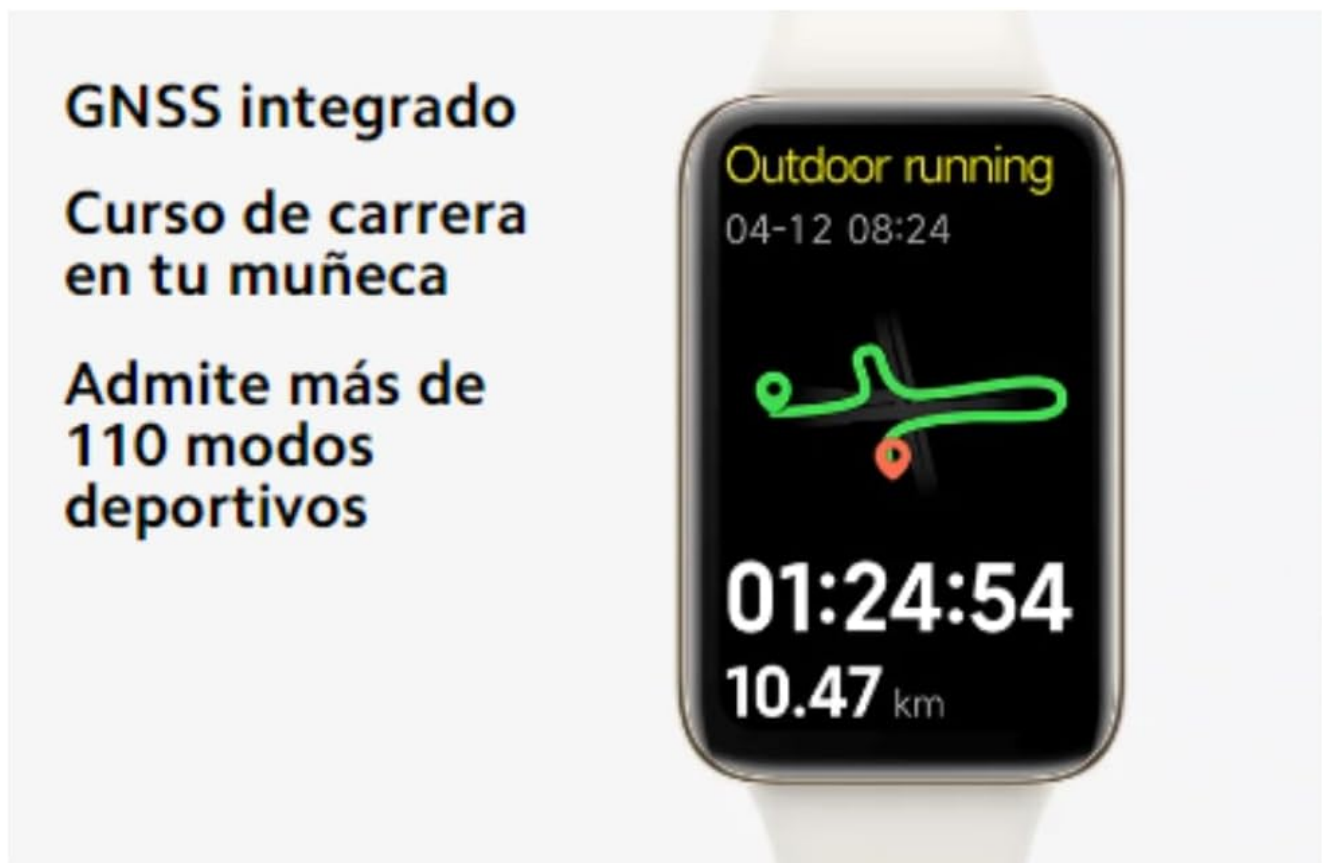 GNSS integrado
Curso de carrera
en tu muñeca
Admite más de
110 modos
deportivos
Outdoor running
04-12 08:24
01:24:54
10.47 km